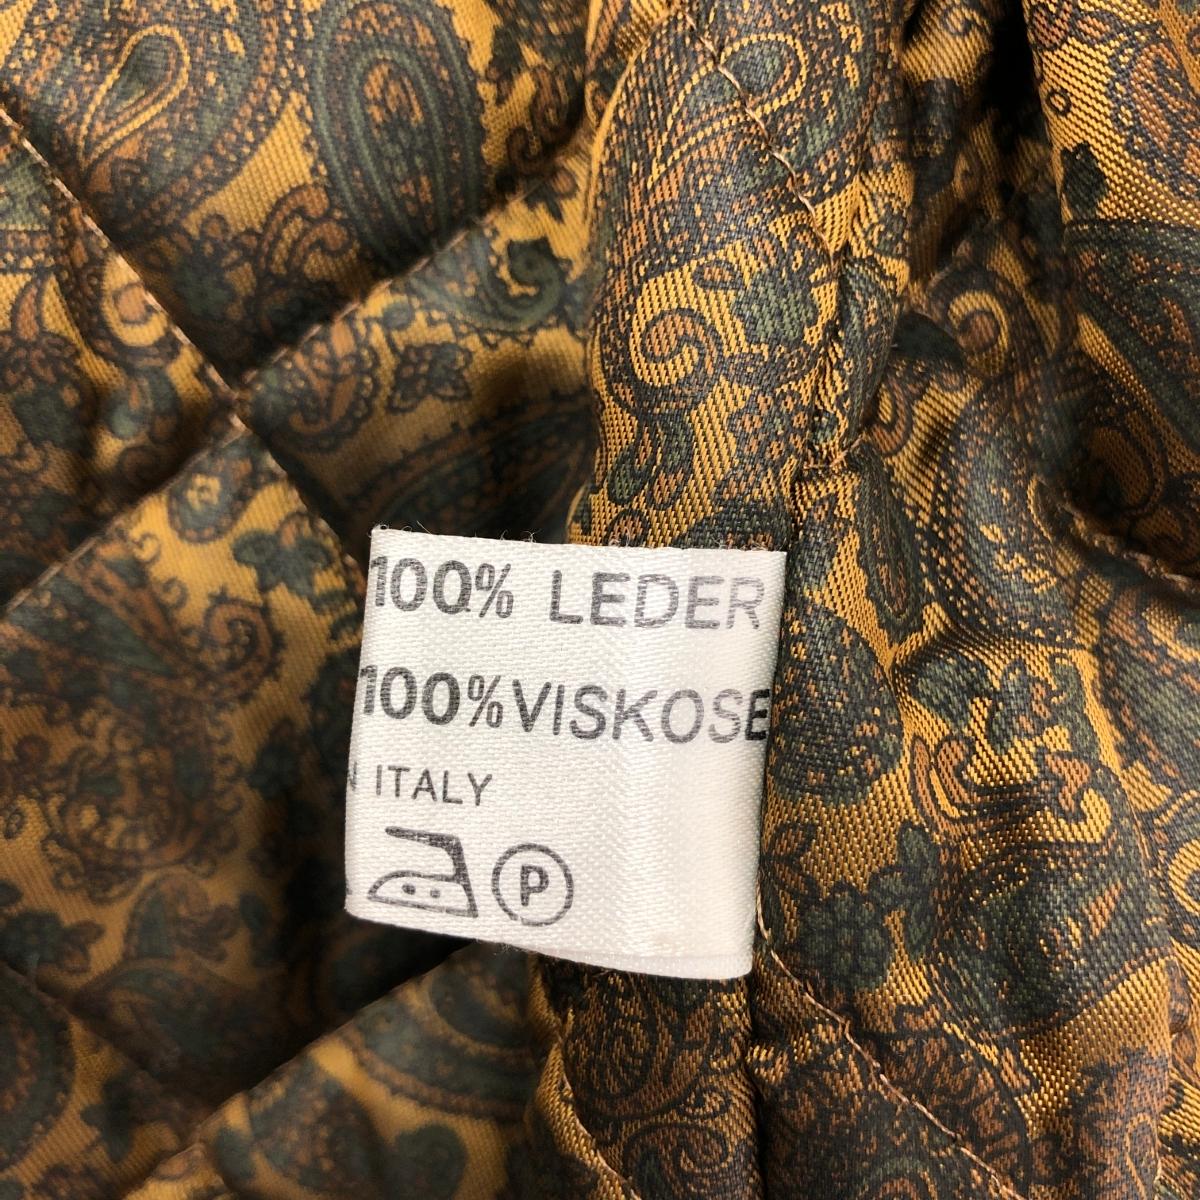 100% LEDER
100% VISKOSE
N ITALY
P